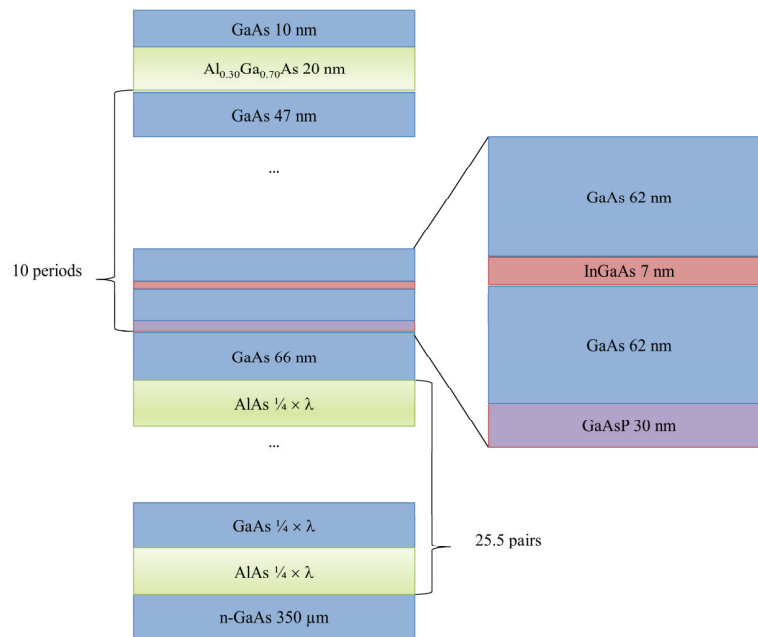 GaAs 10 nm
Al0.30Ga0.70As 20 nm
GaAs 47 nm
...
10 periods
GaAs 66 nm
AlAs ¼ × λ
...
GaAs ¼ × λ
AlAs ¼ × λ
n-GaAs 350 µm
25.5 pairs
GaAs 62 nm
InGaAs 7 nm
GaAs 62 nm
GaAsP 30 nm